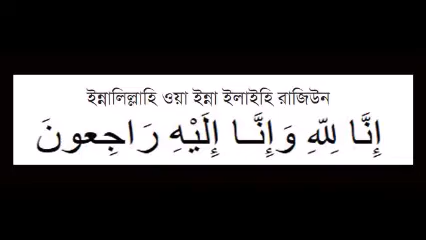 ইন্নালিল্লাহি ওয়া ইন্না ইলাইহি রাজিউন
إِنَّا لِلّٰهِ وَإِنَّـا إِلَيْهِ رَاجِعونَ